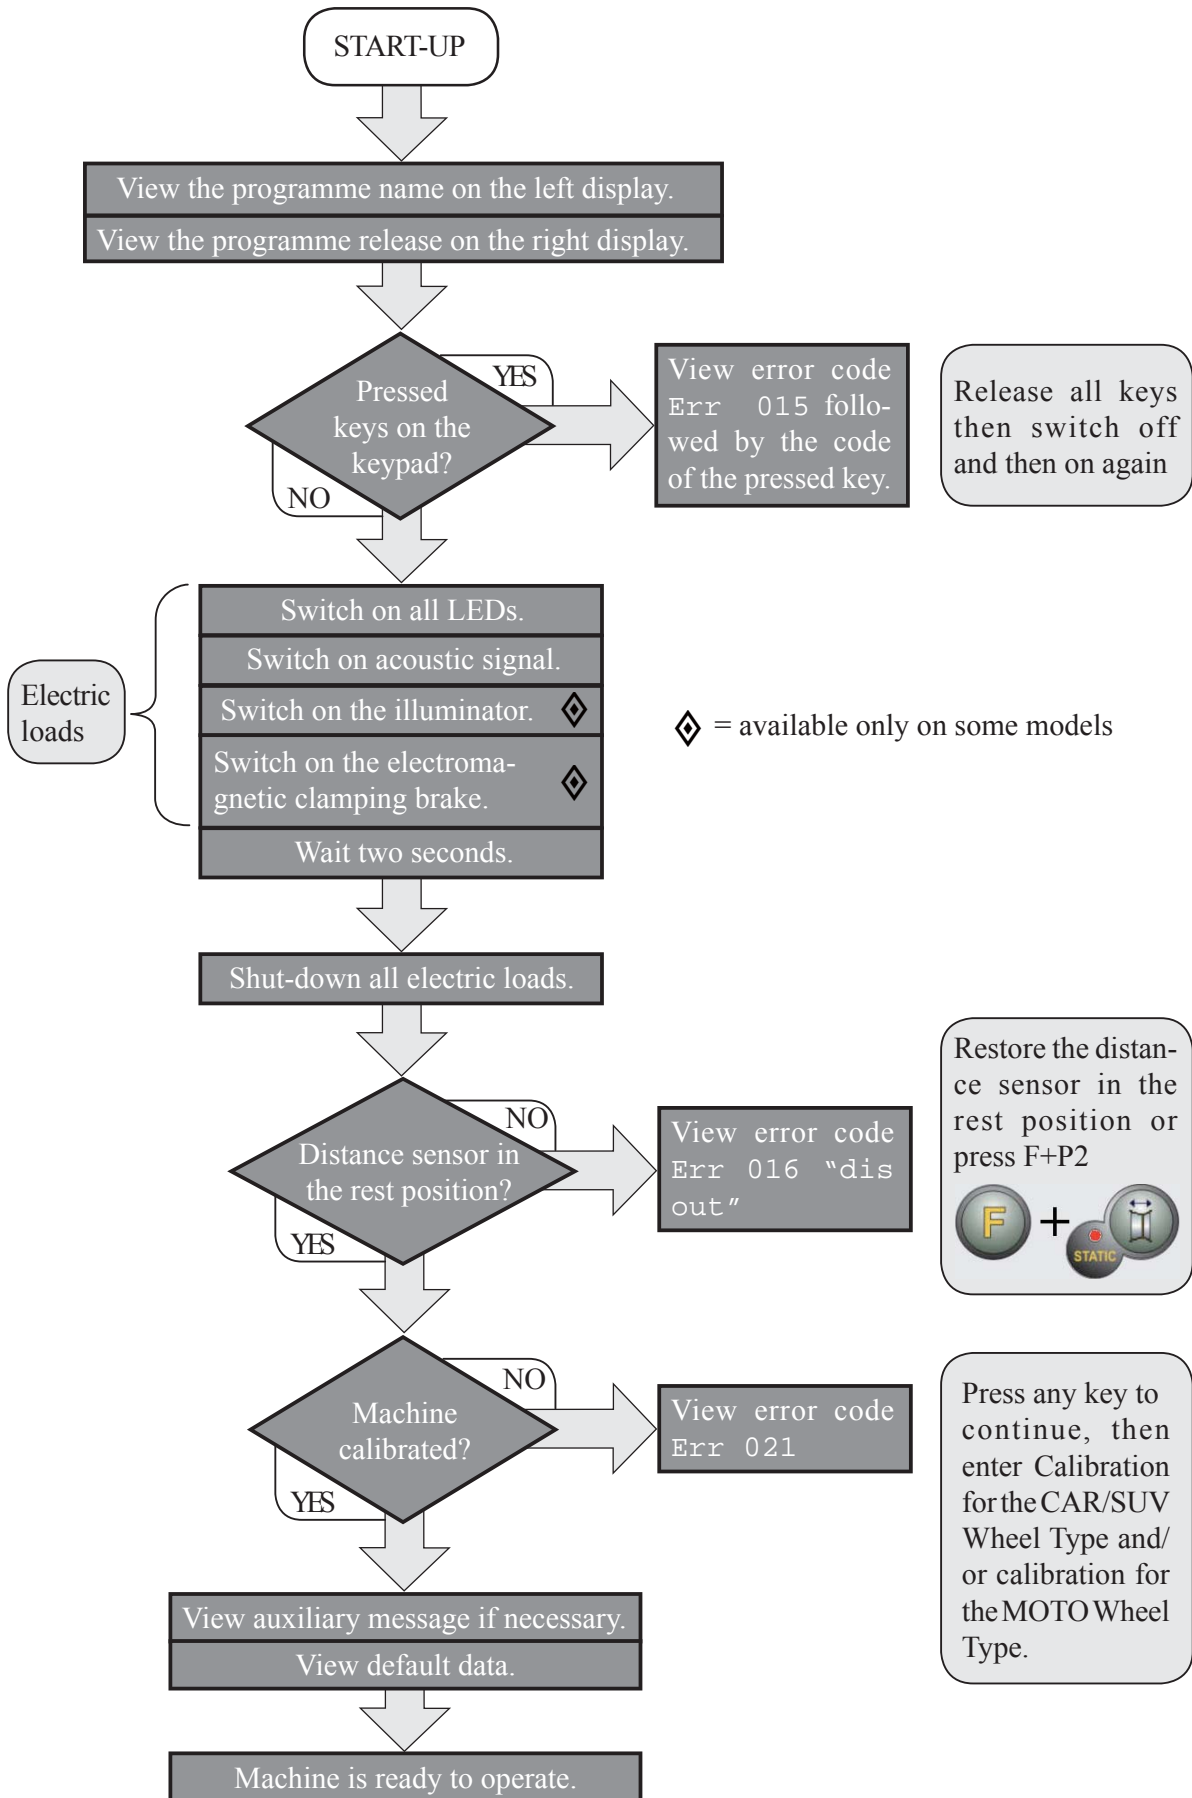 START-UP
View the programme name on the left display.
View the programme release on the right display.
Pressed
keys on the
keypad?
YES
NO
View error code
Err 015 follo-
wed by the code
of the pressed key.
Release all keys
then switch off
and then on again
Electric
loads
Switch on all LEDs.
Switch on acoustic signal.
Switch on the illuminator.
Switch on the electroma-
gnetic clamping brake.
Wait two seconds.
= available only on some models
Shut-down all electric loads.
Distance sensor in
the rest position?
NO
YES
View error code
Err 016 “dis
out”
Restore the distan-
ce sensor in the
rest position or
press F+P2
F + STATIC
Machine
calibrated?
NO
YES
View error code
Err 021
Press any key to
continue, then
enter Calibration
for the CAR/SUV
Wheel Type and/
or calibration for
the MOTO Wheel
Type.
View auxiliary message if necessary.
View default data.
Machine is ready to operate.